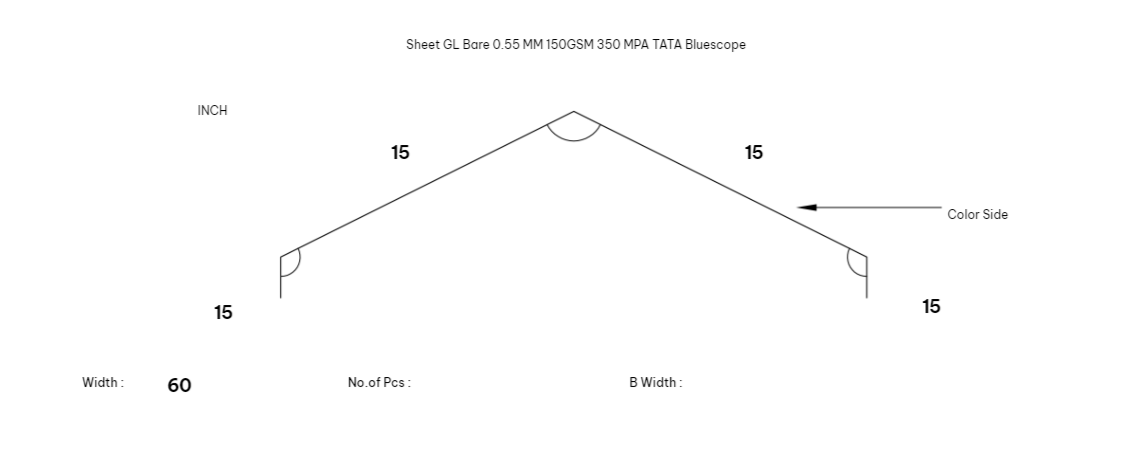 Sheet GL Bare 0.55 MM 150GSM 350 MPA TATA Bluescope
INCH
15 15
Color Side
15 15
Width : 60 No.of Pcs : B Width :